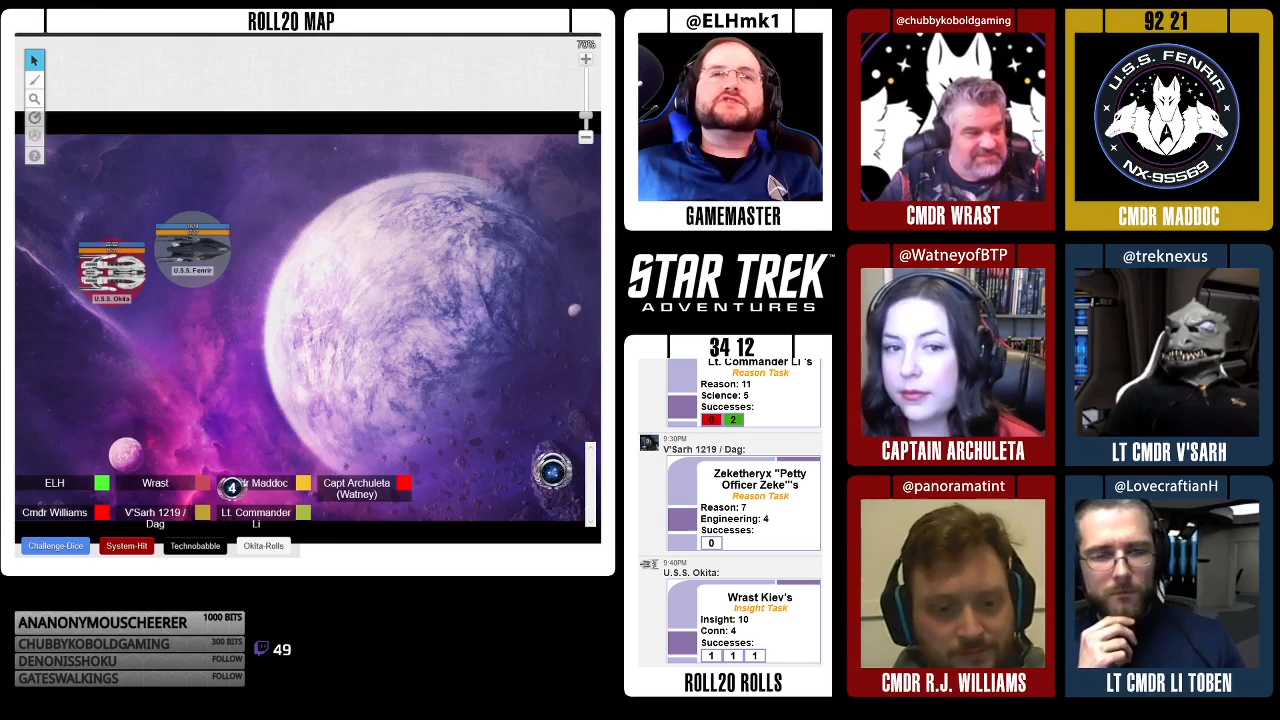 ROLL20 MAP
70%
U.S.S. Fenrir
U.S.S. Okita
4
ELH
Wrast
dr Maddoc
Capt Archuleta
(Watney)
Cmdr Williams
V'Sarh 1219 /
Dag
Lt. Commander
Li
Challenge-Dice
System-Hit
Technobabble
Okita-Rolls
ANANONYMOUSCHEERER 1000 BITS
CHUBBYKOBOLDGAMING 300 BITS
DENONISSHOKU FOLLOW
GATESWALKINGS FOLLOW
49
@ELHmk1
GAMEMASTER
STAR TREK™
ADVENTURES
34 12
Lt. Commander Li 's
Reason Task
Reason: 11
Science: 5
Successes:
0 2
9:30PM
V'Sarh 1219 / Dag:
Zeketheryx "Petty
Officer Zeke"'s
Reason Task
Reason: 7
Engineering: 4
Successes:
0
9:40PM
U.S.S. Okita:
Wrast Kiev's
Insight Task
Insight: 10
Conn: 4
Successes:
1 1 1
ROLL20 ROLLS
@chubbykoboldgaming
CMDR WRAST
92 21
U.S.S. FENRIR
NX-95569
CMDR MADDOC
@WatneyofBTP
CAPTAIN ARCHULETA
@treknexus
LT CMDR V'SARH
@panoramatint
CMDR R.J. WILLIAMS
@LovecraftianH
LT CMDR LI TOBEN